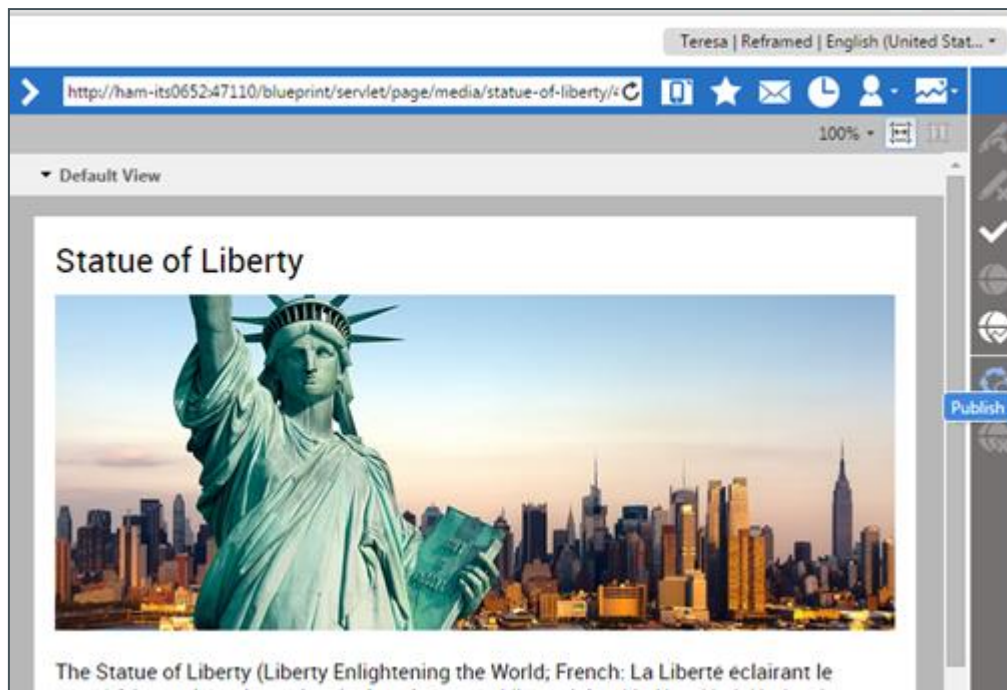 Teresa | Reframed | English (United Stat...
http://ham-its0652:47110/blueprint/servlet/page/media/statue-of-liberty/
100%
Default View
Publish
Statue of Liberty
The Statue of Liberty (Liberty Enlightening the World; French: La Liberte eclairant le